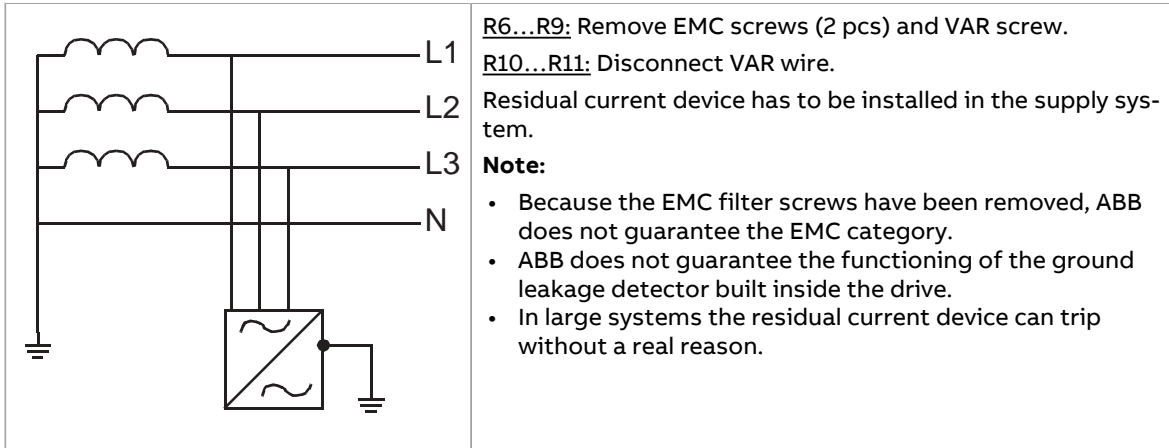 L1
L2
L3
N
R6…R9: Remove EMC screws (2 pcs) and VAR screw.
R10…R11: Disconnect VAR wire.
Residual current device has to be installed in the supply sys-
tem.
Note:
• Because the EMC filter screws have been removed, ABB
does not guarantee the EMC category.
• ABB does not guarantee the functioning of the ground
leakage detector built inside the drive.
• In large systems the residual current device can trip
without a real reason.